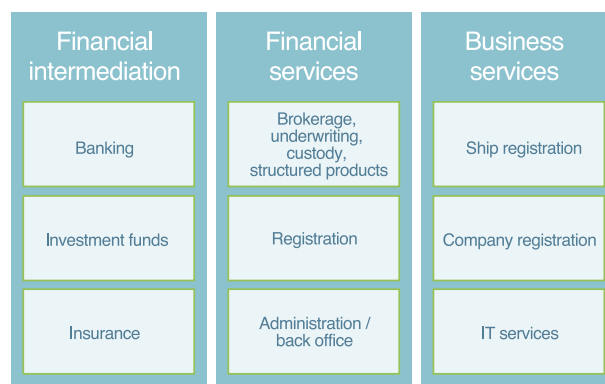 Financial
intermediation
Banking
Investment funds
Insurance
Financial
services
Brokerage,
underwriting,
custody,
structured products
Registration
Administration /
back office
Business
services
Ship registration
Company registration
IT services